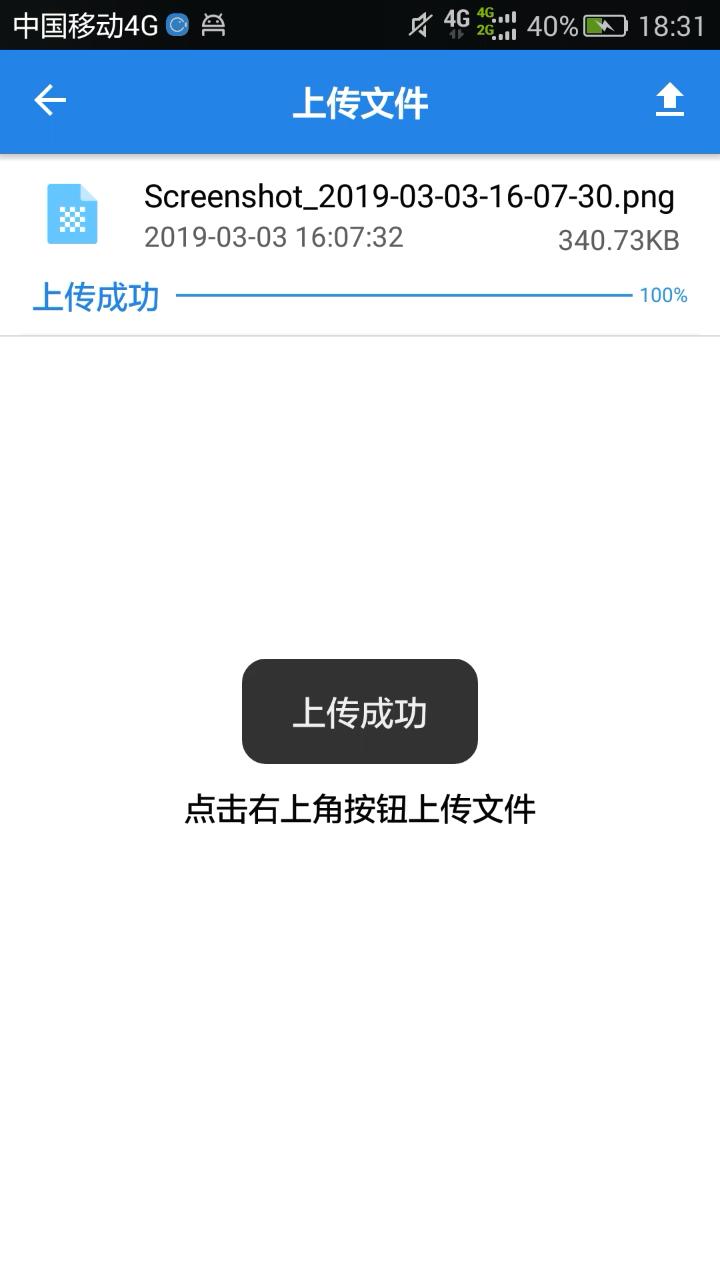 中国移动4G 4G 4G 2G 40% 18:31
上传文件
Screenshot_2019-03-03-16-07-30.png
2019-03-03 16:07:32 340.73KB
上传成功 100%
上传成功
点击右上角按钮上传文件